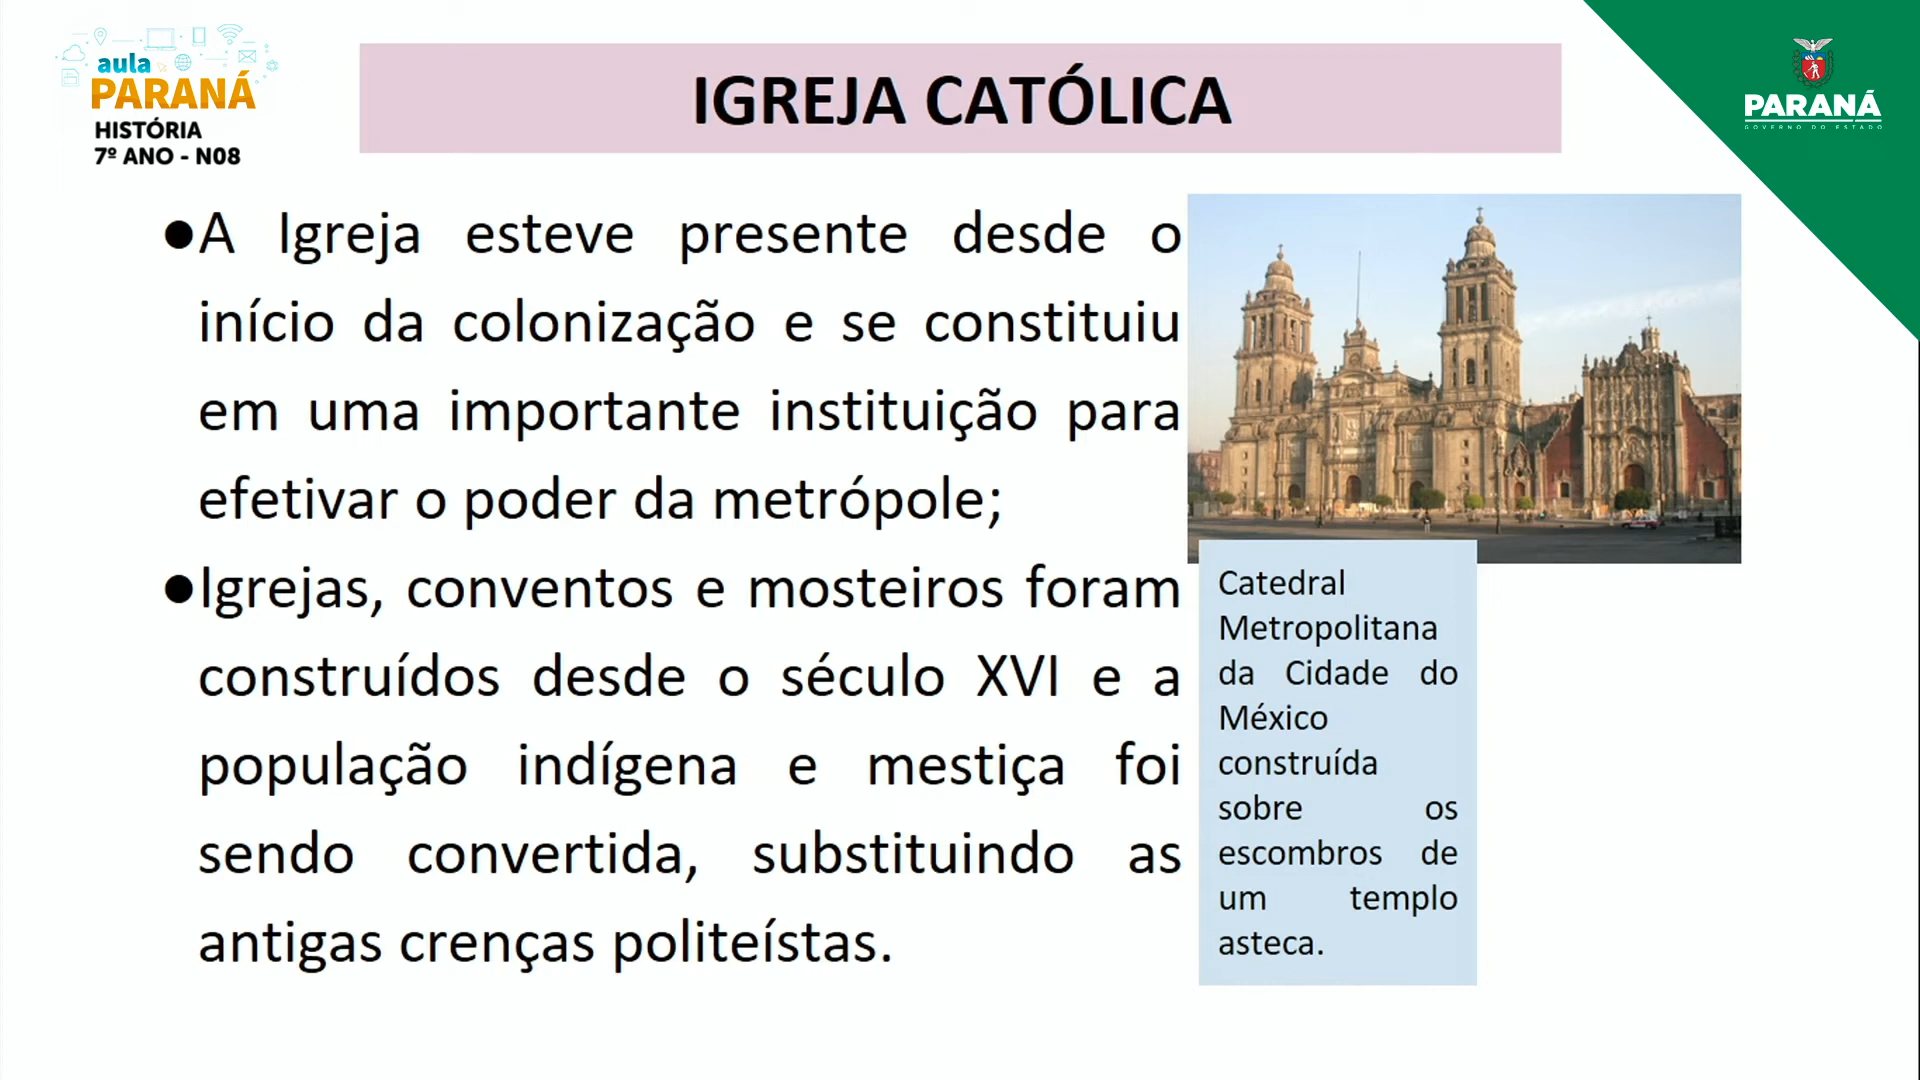 aula
PARANÁ
HISTÓRIA
7º ANO - N08
IGREJA CATÓLICA
PARANÁ
GOVERNO DO ESTADO
●A Igreja esteve presente desde o
início da colonização e se constituiu
em uma importante instituição para
efetivar o poder da metrópole;
●Igrejas, conventos e mosteiros foram
construídos desde o século XVI e a
população indígena e mestiça foi
sendo convertida, substituindo as
antigas crenças politeístas.
Catedral
Metropolitana
da Cidade do
México
construída
sobre os
escombros de
um templo
asteca.